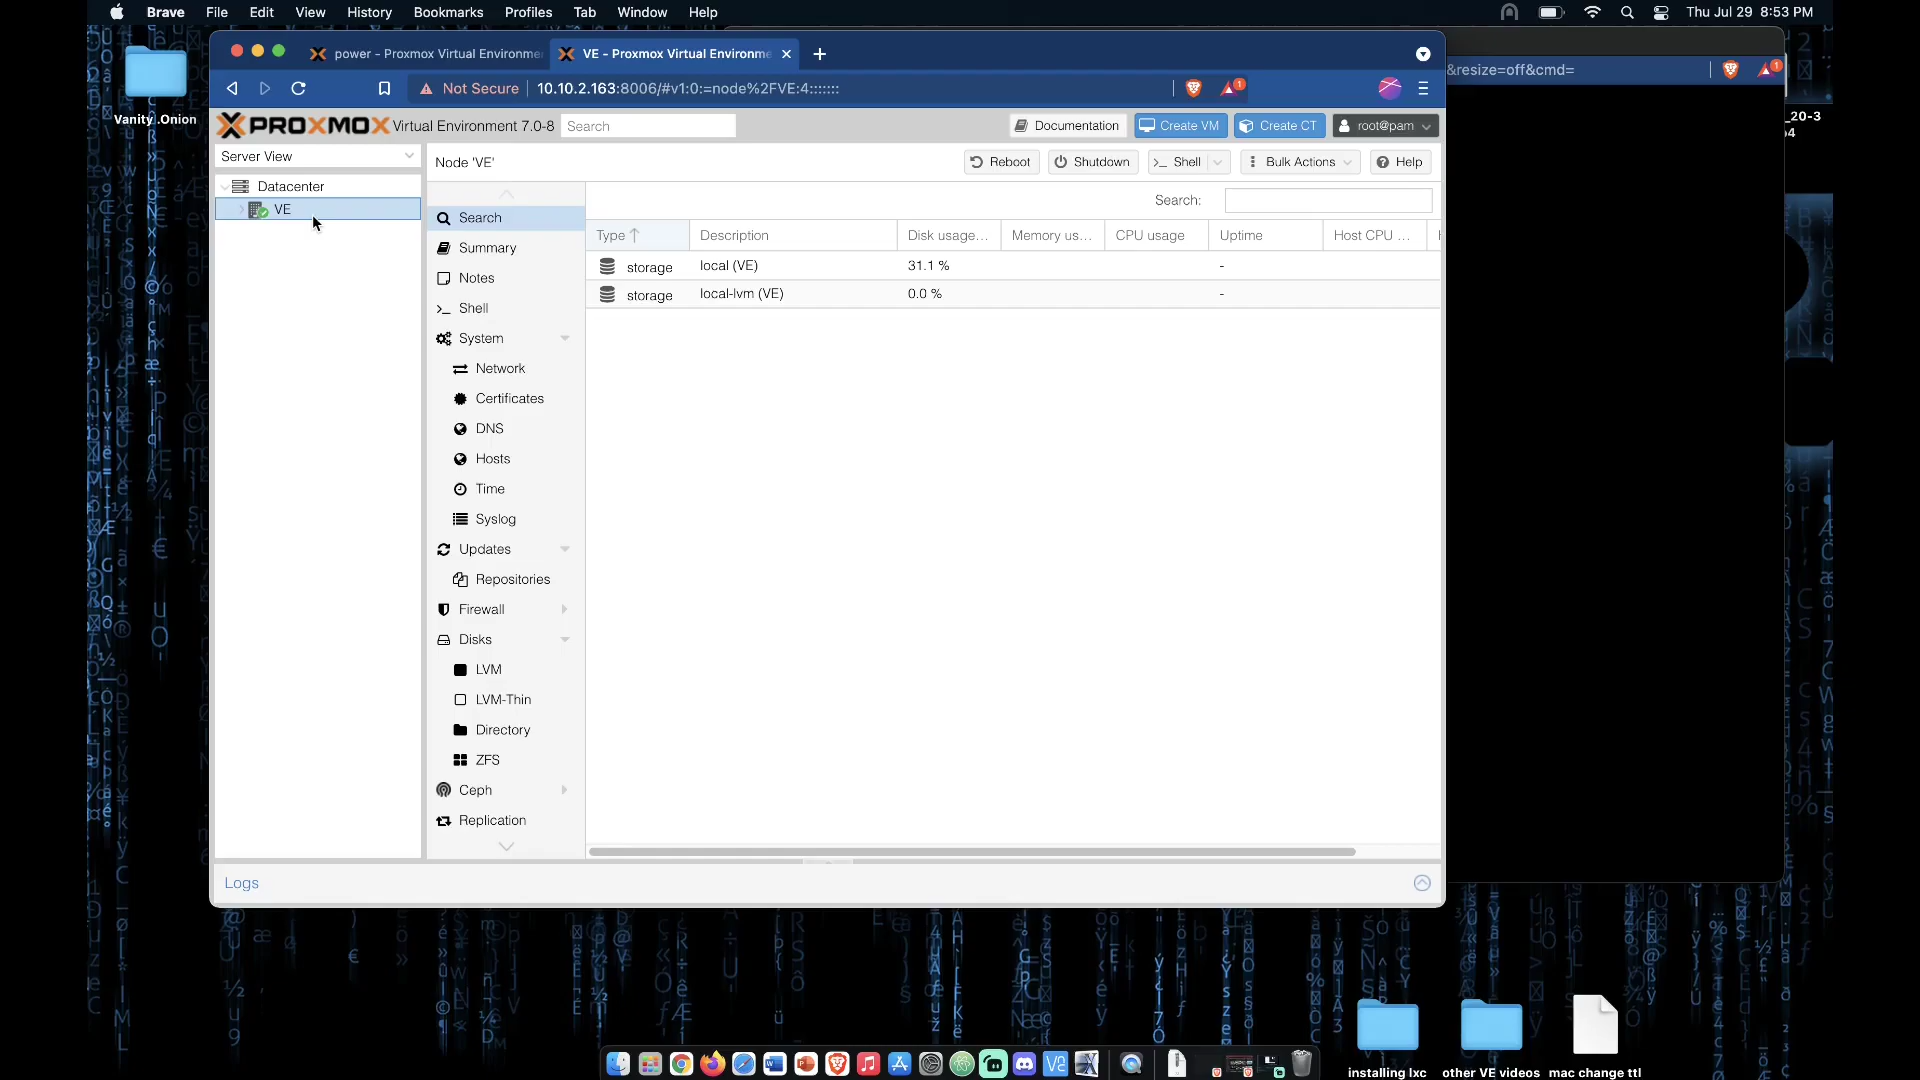 Brave File Edit View History Bookmarks Profiles Tab Window Help
Thu Jul 29 8:53 PM
Vanity .Onion
power - Proxmox Virtual Environme
VE - Proxmox Virtual Environme
Not Secure 10.10.2.163:8006/#v1:0:=node%2FVE:4:::::::
1
&resize=off&cmd=
1
_20-3
PROXMOX Virtual Environment 7.0-8
Search
Documentation
Create VM
Create CT
root@pam
Server View
Datacenter
VE
Node 'VE'
Reboot
Shutdown
Shell
Bulk Actions
Help
Search
Summary
Notes
Shell
System
Network
Certificates
DNS
Hosts
Time
Syslog
Updates
Repositories
Firewall
Disks
LVM
LVM-Thin
Directory
ZFS
Ceph
Replication
Search:
Type Description Disk usage... Memory us... CPU usage Uptime Host CPU ...
storage local (VE) 31.1 % -
storage local-lvm (VE) 0.0 % -
Logs
installing lxc
other VE videos
mac change ttl